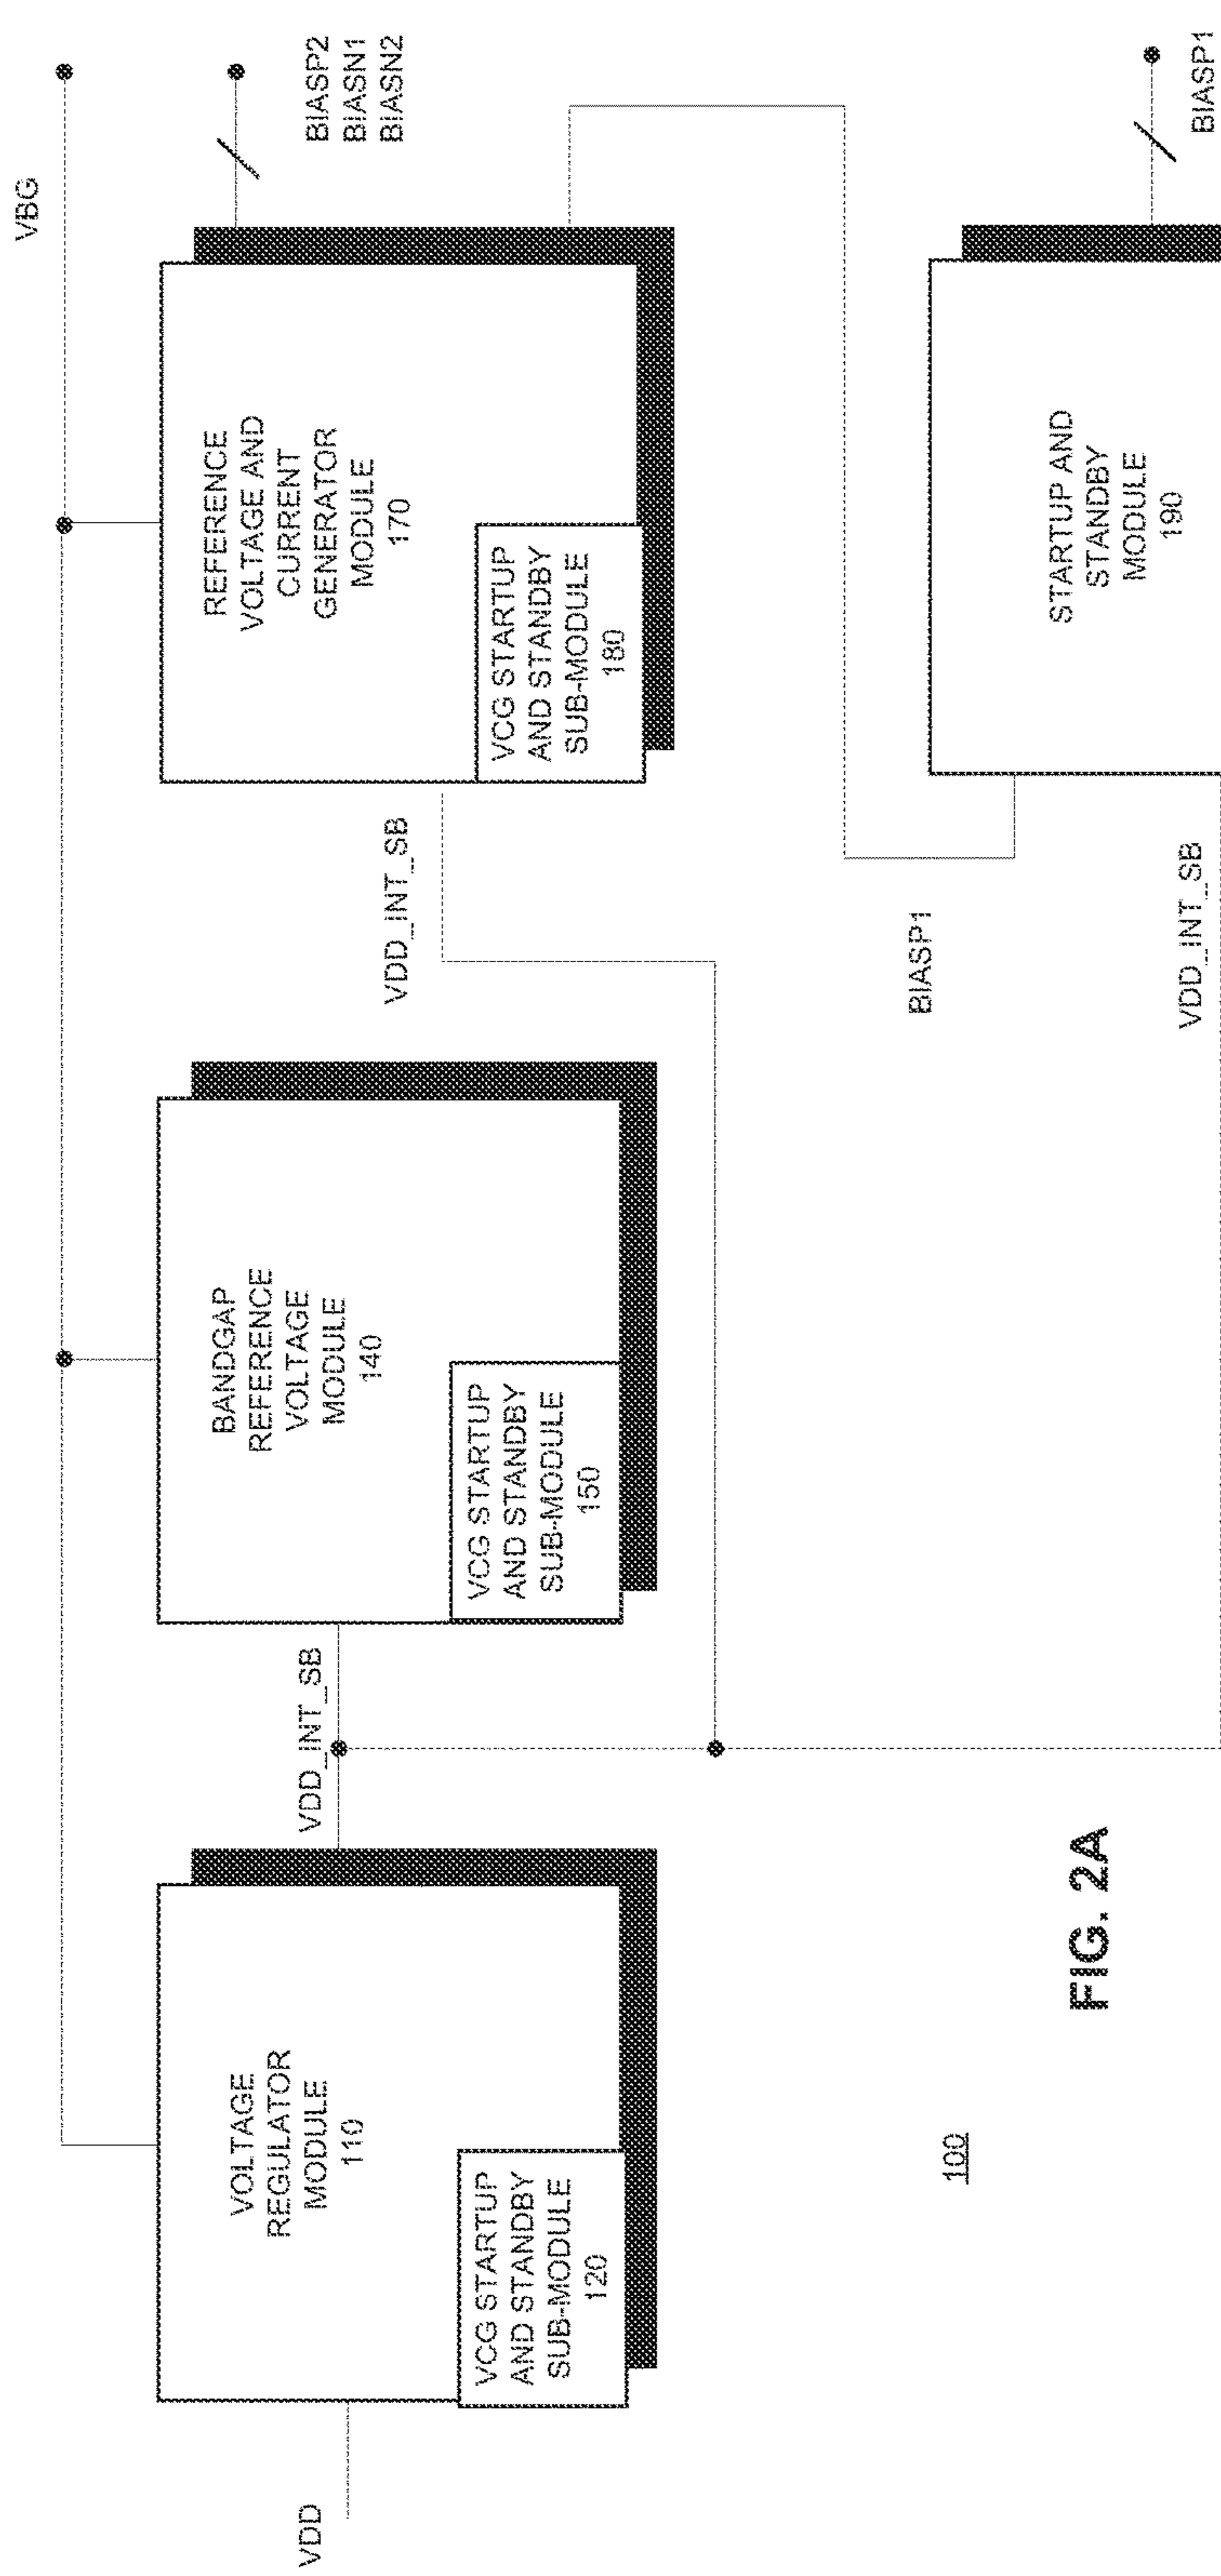 VDD
VOLTAGE
REGULATOR
MODULE
110
VCG STARTUP
AND STANDBY
SUB-MODULE
120
VDD_INT_SB
BANDGAP
REFERENCE
VOLTAGE
MODULE
140
VCG STARTUP
AND STANDBY
SUB-MODULE
150
VDD_INT_SB
REFERENCE
VOLTAGE AND
CURRENT
GENERATOR
MODULE
170
VCG STARTUP
AND STANDBY
SUB-MODULE
180
VBG
BIASP2
BIASN1
BIASN2
BIASP1
VDD_INT_SB
STARTUP AND
STANDBY
MODULE
190
BIASP1
100
FIG. 2A